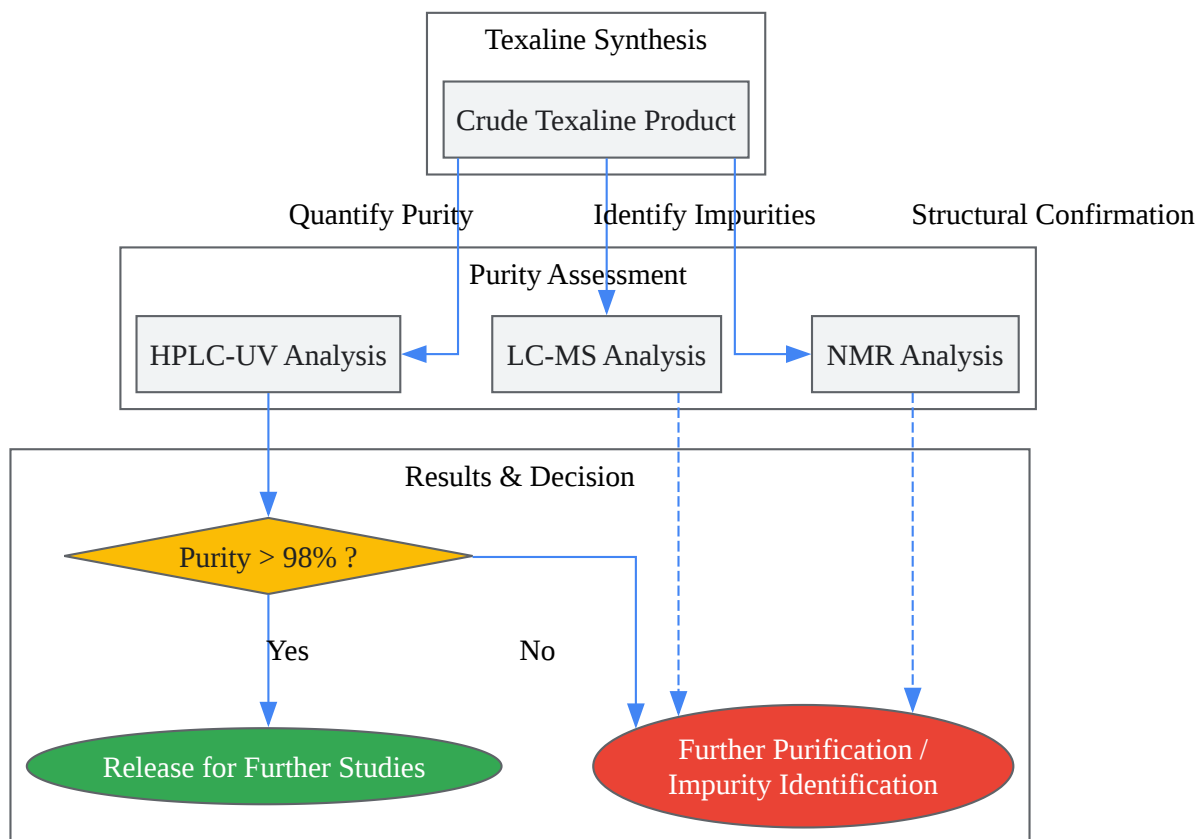 Texaline Synthesis
Crude Texaline Product
Quantify Purity
Identify Impurities
Structural Confirmation
Purity Assessment
HPLC-UV Analysis
LC-MS Analysis
NMR Analysis
Results & Decision
Purity > 98% ?
Yes
No
Release for Further Studies
Further Purification /
Impurity Identification